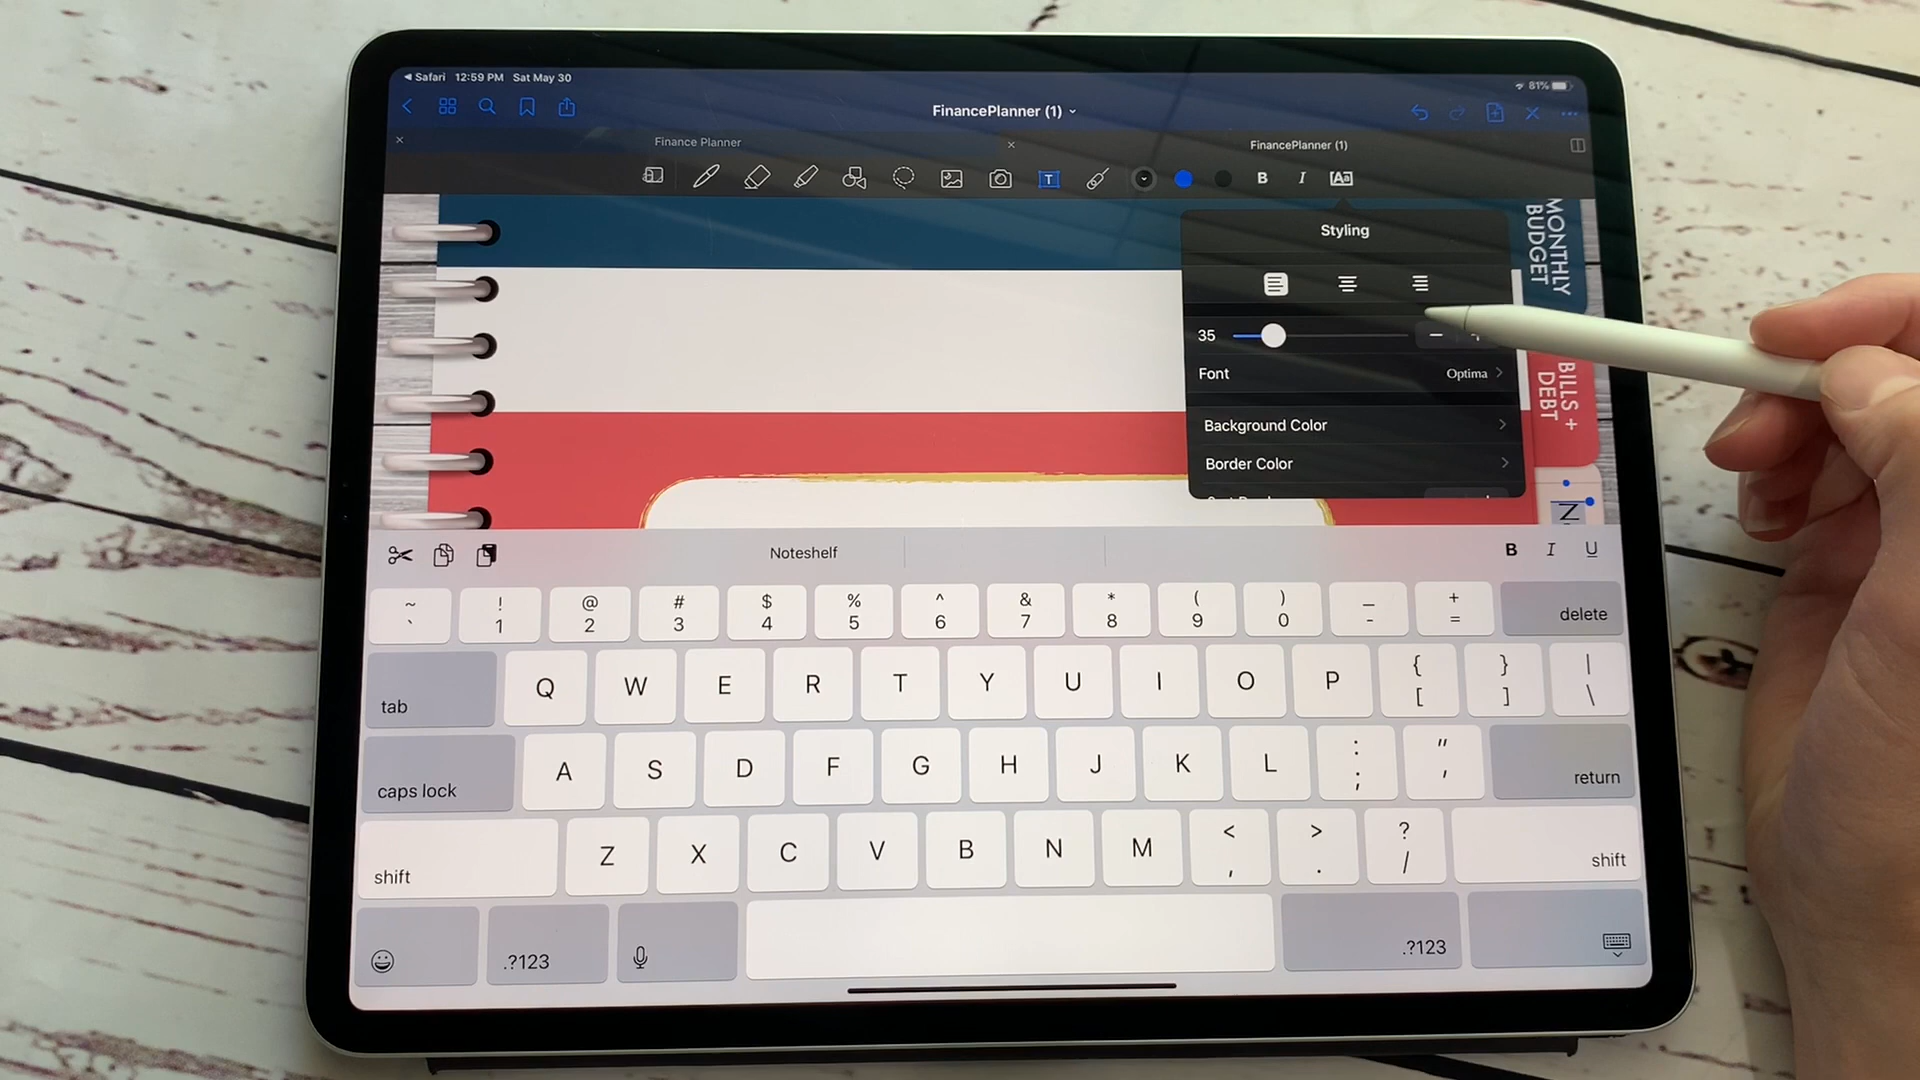 Safari 12:59 PM Sat May 30
81%
FinancePlanner (1)
Finance Planner
FinancePlanner (1)
T
B I Aa
Styling
35
Font Optima
Background Color
Border Color
MONTHLY
BUDGET
BILLS +
DEBT
N
Noteshelf
B I U
~ ! @ # $ % ^ & * ( ) _ +
` 1 2 3 4 5 6 7 8 9 0 - = delete
tab Q W E R T Y U I O P { [ } ] | \
caps lock A S D F G H J K L : ; " ' return
shift Z X C V B N M < , > . ? / shift
.?123 .?123